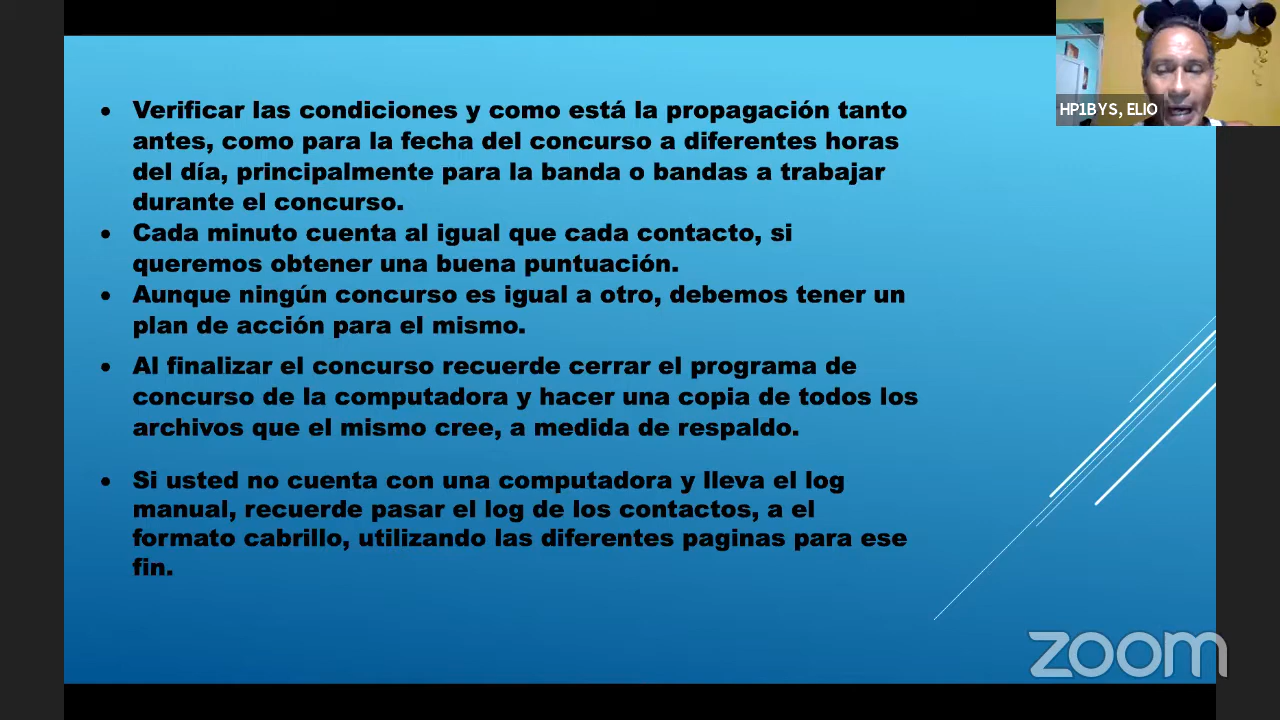 HP1BYS, ELIO
• Verificar las condiciones y como está la propagación tanto
antes, como para la fecha del concurso a diferentes horas
del día, principalmente para la banda o bandas a trabajar
durante el concurso.
• Cada minuto cuenta al igual que cada contacto, si
queremos obtener una buena puntuación.
• Aunque ningún concurso es igual a otro, debemos tener un
plan de acción para el mismo.
• Al finalizar el concurso recuerde cerrar el programa de
concurso de la computadora y hacer una copia de todos los
archivos que el mismo cree, a medida de respaldo.
• Si usted no cuenta con una computadora y lleva el log
manual, recuerde pasar el log de los contactos, a el
formato cabrillo, utilizando las diferentes paginas para ese
fin.
zoom